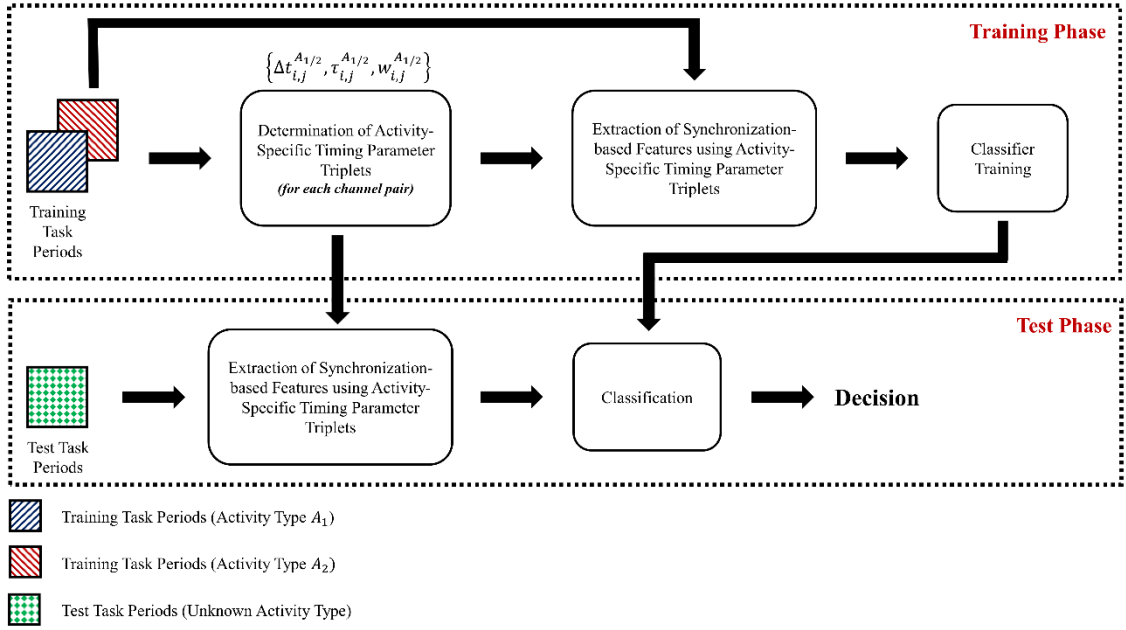 Training Phase
{Δt_{i,j}^{A_{1/2}}, τ_{i,j}^{A_{1/2}}, w_{i,j}^{A_{1/2}}}
Training
Task
Periods
Determination of Activity-
Specific Timing Parameter
Triplets
(for each channel pair)
Extraction of Synchronization-
based Features using Activity-
Specific Timing Parameter
Triplets
Classifier
Training
Test Phase
Test Task
Periods
Extraction of Synchronization-
based Features using Activity-
Specific Timing Parameter
Triplets
Classification
Decision
Training Task Periods (Activity Type A₁)
Training Task Periods (Activity Type A₂)
Test Task Periods (Unknown Activity Type)